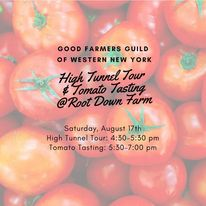 GOOD FARMERS GUILD
OF WESTERN NEW YORK
High Tunnel Tour
& Tomato Tasting
@Root Down Farm
Saturday, August 17th
High Tunnel Tour: 4:30-5:30 pm
Tomato Tasting: 5:30-7:00 pm